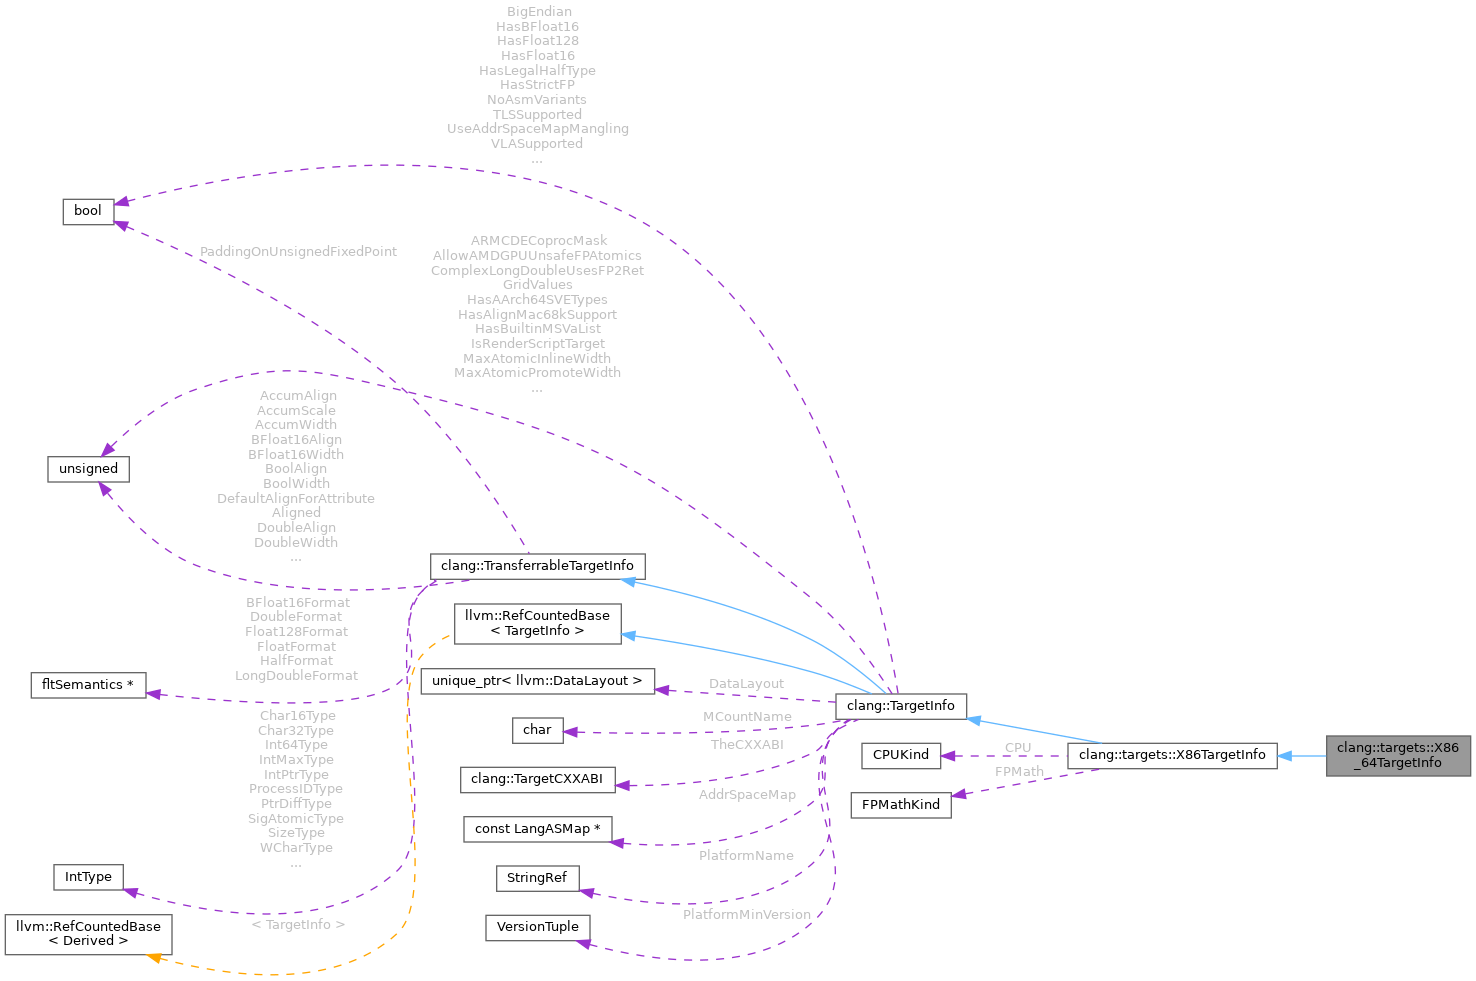 BigEndian
HasBFloat16
HasFloat128
HasFloat16
HasLegalHalfType
HasStrictFP
NoAsmVariants
TLSSupported
UseAddrSpaceMapMangling
VLASupported
...
bool
PaddingOnUnsignedFixedPoint
ARMCDECoprocMask
AllowAMDGPUUnsafeFPAtomics
ComplexLongDoubleUsesFP2Ret
GridValues
HasAArch64SVETypes
HasAlignMac68kSupport
HasBuiltinMSVaList
IsRenderScriptTarget
MaxAtomicInlineWidth
MaxAtomicPromoteWidth
...
AccumAlign
AccumScale
AccumWidth
BFloat16Align
BFloat16Width
BoolAlign
BoolWidth
DefaultAlignForAttribute
Aligned
DoubleAlign
DoubleWidth
...
unsigned
clang::TransferrableTargetInfo
llvm::RefCountedBase
< TargetInfo >
BFloat16Format
DoubleFormat
Float128Format
FloatFormat
HalfFormat
LongDoubleFormat
fltSemantics *
unique_ptr< llvm::DataLayout >
DataLayout
clang::TargetInfo
char
MCountName
TheCXXABI
clang::TargetCXXABI
CPUKind
CPU
clang::targets::X86TargetInfo
clang::targets::X86
_64TargetInfo
FPMath
FPMathKind
AddrSpaceMap
const LangASMap *
Char16Type
Char32Type
Int64Type
IntMaxType
IntPtrType
ProcessIDType
PtrDiffType
SigAtomicType
SizeType
WCharType
...
PlatformName
StringRef
IntType
PlatformMinVersion
VersionTuple
< TargetInfo >
llvm::RefCountedBase
< Derived >